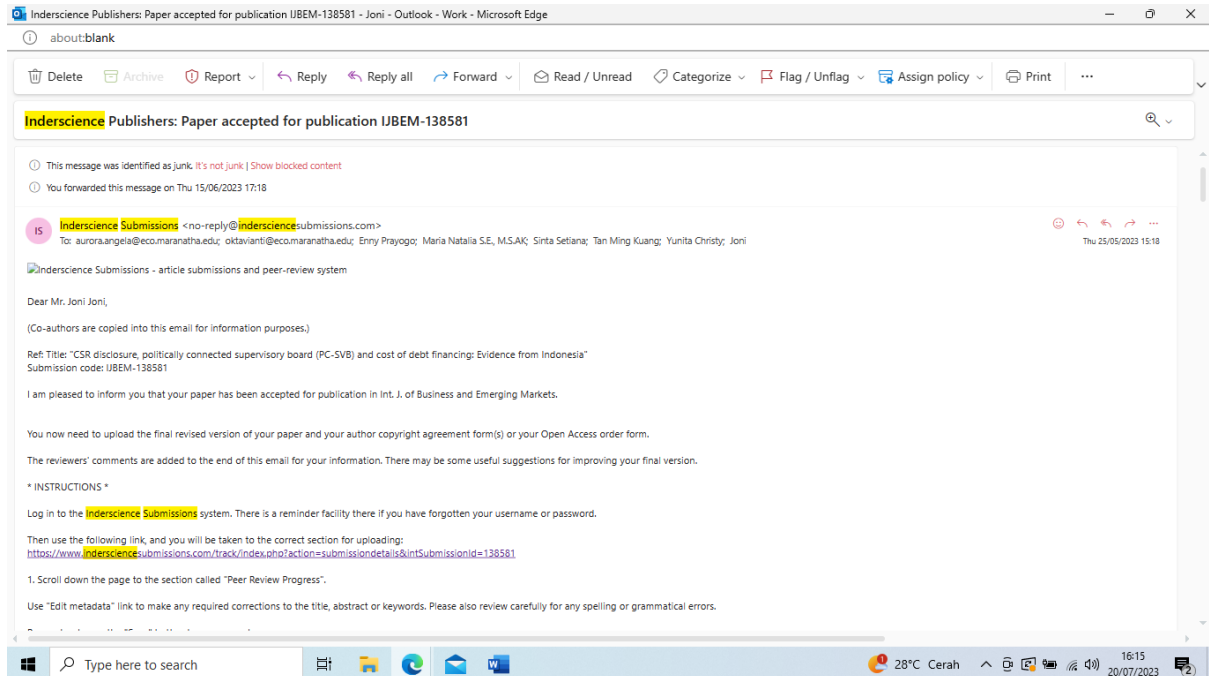 Inderscience Publishers: Paper accepted for publication IJBEM-138581 - Joni - Outlook - Work - Microsoft Edge
about:blank
Delete Archive Report Reply Reply all Forward Read / Unread Categorize Flag / Unflag Assign policy Print ...
Inderscience Publishers: Paper accepted for publication IJBEM-138581
This message was identified as junk. It's not junk | Show blocked content
You forwarded this message on Thu 15/06/2023 17:18
IS
Inderscience Submissions <no-reply@indersciencesubmissions.com>
To: aurora.angela@eco.maranatha.edu; oktavianti@eco.maranatha.edu; Enny Prayogo; Maria Natalia S.E., M.S.AK; Sinta Setiana; Tan Ming Kuang; Yunita Christy; Joni
Thu 25/05/2023 15:18
Inderscience Submissions - article submissions and peer-review system
Dear Mr. Joni Joni,
(Co-authors are copied into this email for information purposes.)
Ref: Title: "CSR disclosure, politically connected supervisory board (PC-SVB) and cost of debt financing: Evidence from Indonesia"
Submission code: IJBEM-138581
I am pleased to inform you that your paper has been accepted for publication in Int. J. of Business and Emerging Markets.
You now need to upload the final revised version of your paper and your author copyright agreement form(s) or your Open Access order form.
The reviewers' comments are added to the end of this email for your information. There may be some useful suggestions for improving your final version.
* INSTRUCTIONS *
Log in to the Inderscience Submissions system. There is a reminder facility there if you have forgotten your username or password.
Then use the following link, and you will be taken to the correct section for uploading:
https://www.indersciencesubmissions.com/track/index.php?action=submissiondetails&intSubmissionId=138581
1. Scroll down the page to the section called "Peer Review Progress".
Use "Edit metadata" link to make any required corrections to the title, abstract or keywords. Please also review carefully for any spelling or grammatical errors.
Type here to search
28°C Cerah
16:15
20/07/2023
2